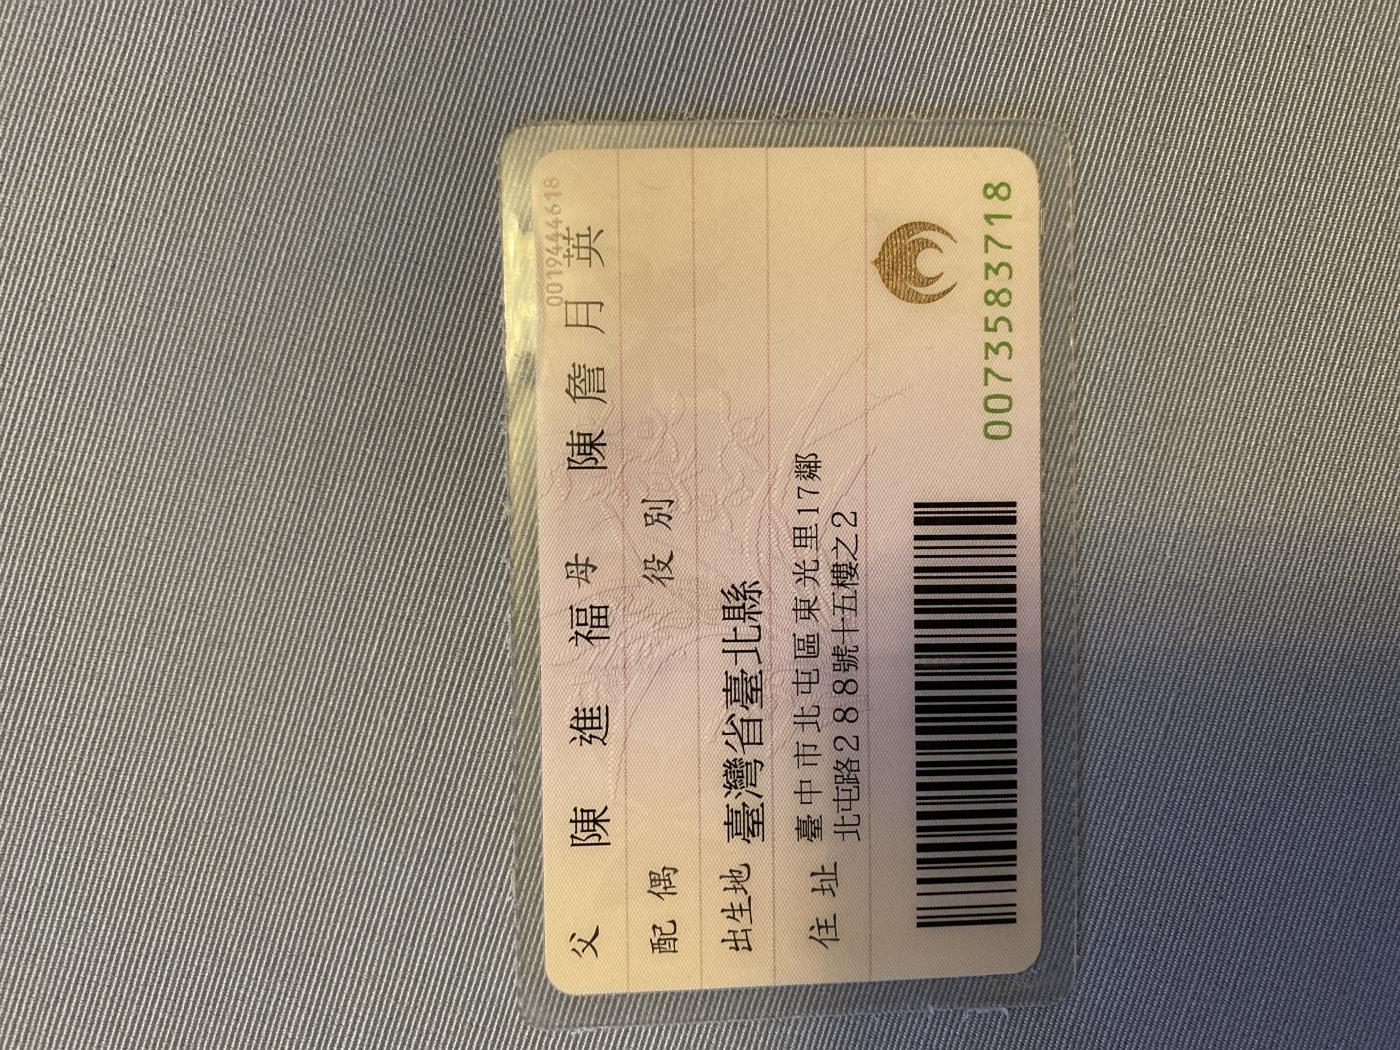 0019444618
父 陳 進 福 母 陳 詹 月 英
配偶 役別
出生地 臺灣省臺北縣
住址 臺中市北屯區東光里17鄰
北屯路288號十五樓之2
0073583718